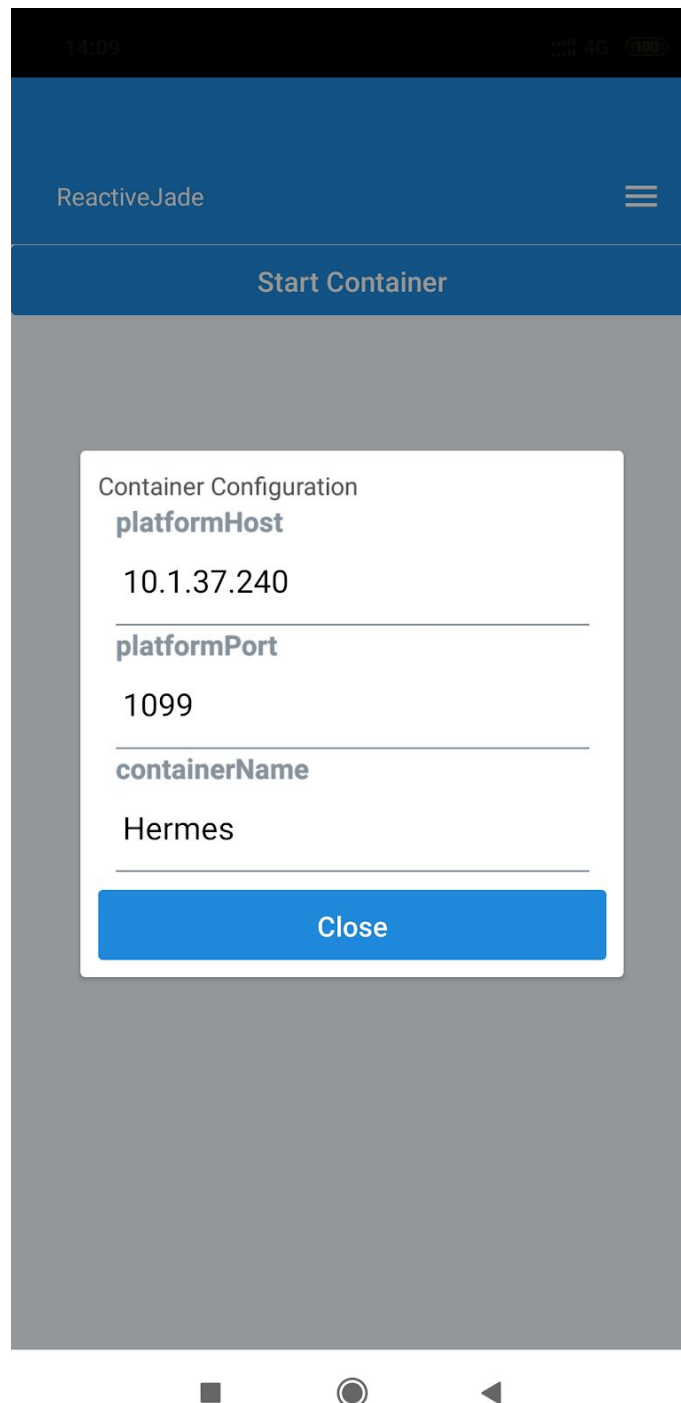 14:09 4G 100
ReactiveJade
Start Container
Container Configuration
platformHost
10.1.37.240
platformPort
1099
containerName
Hermes
Close